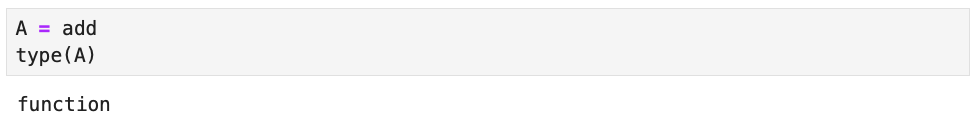 A = add
type(A)
function